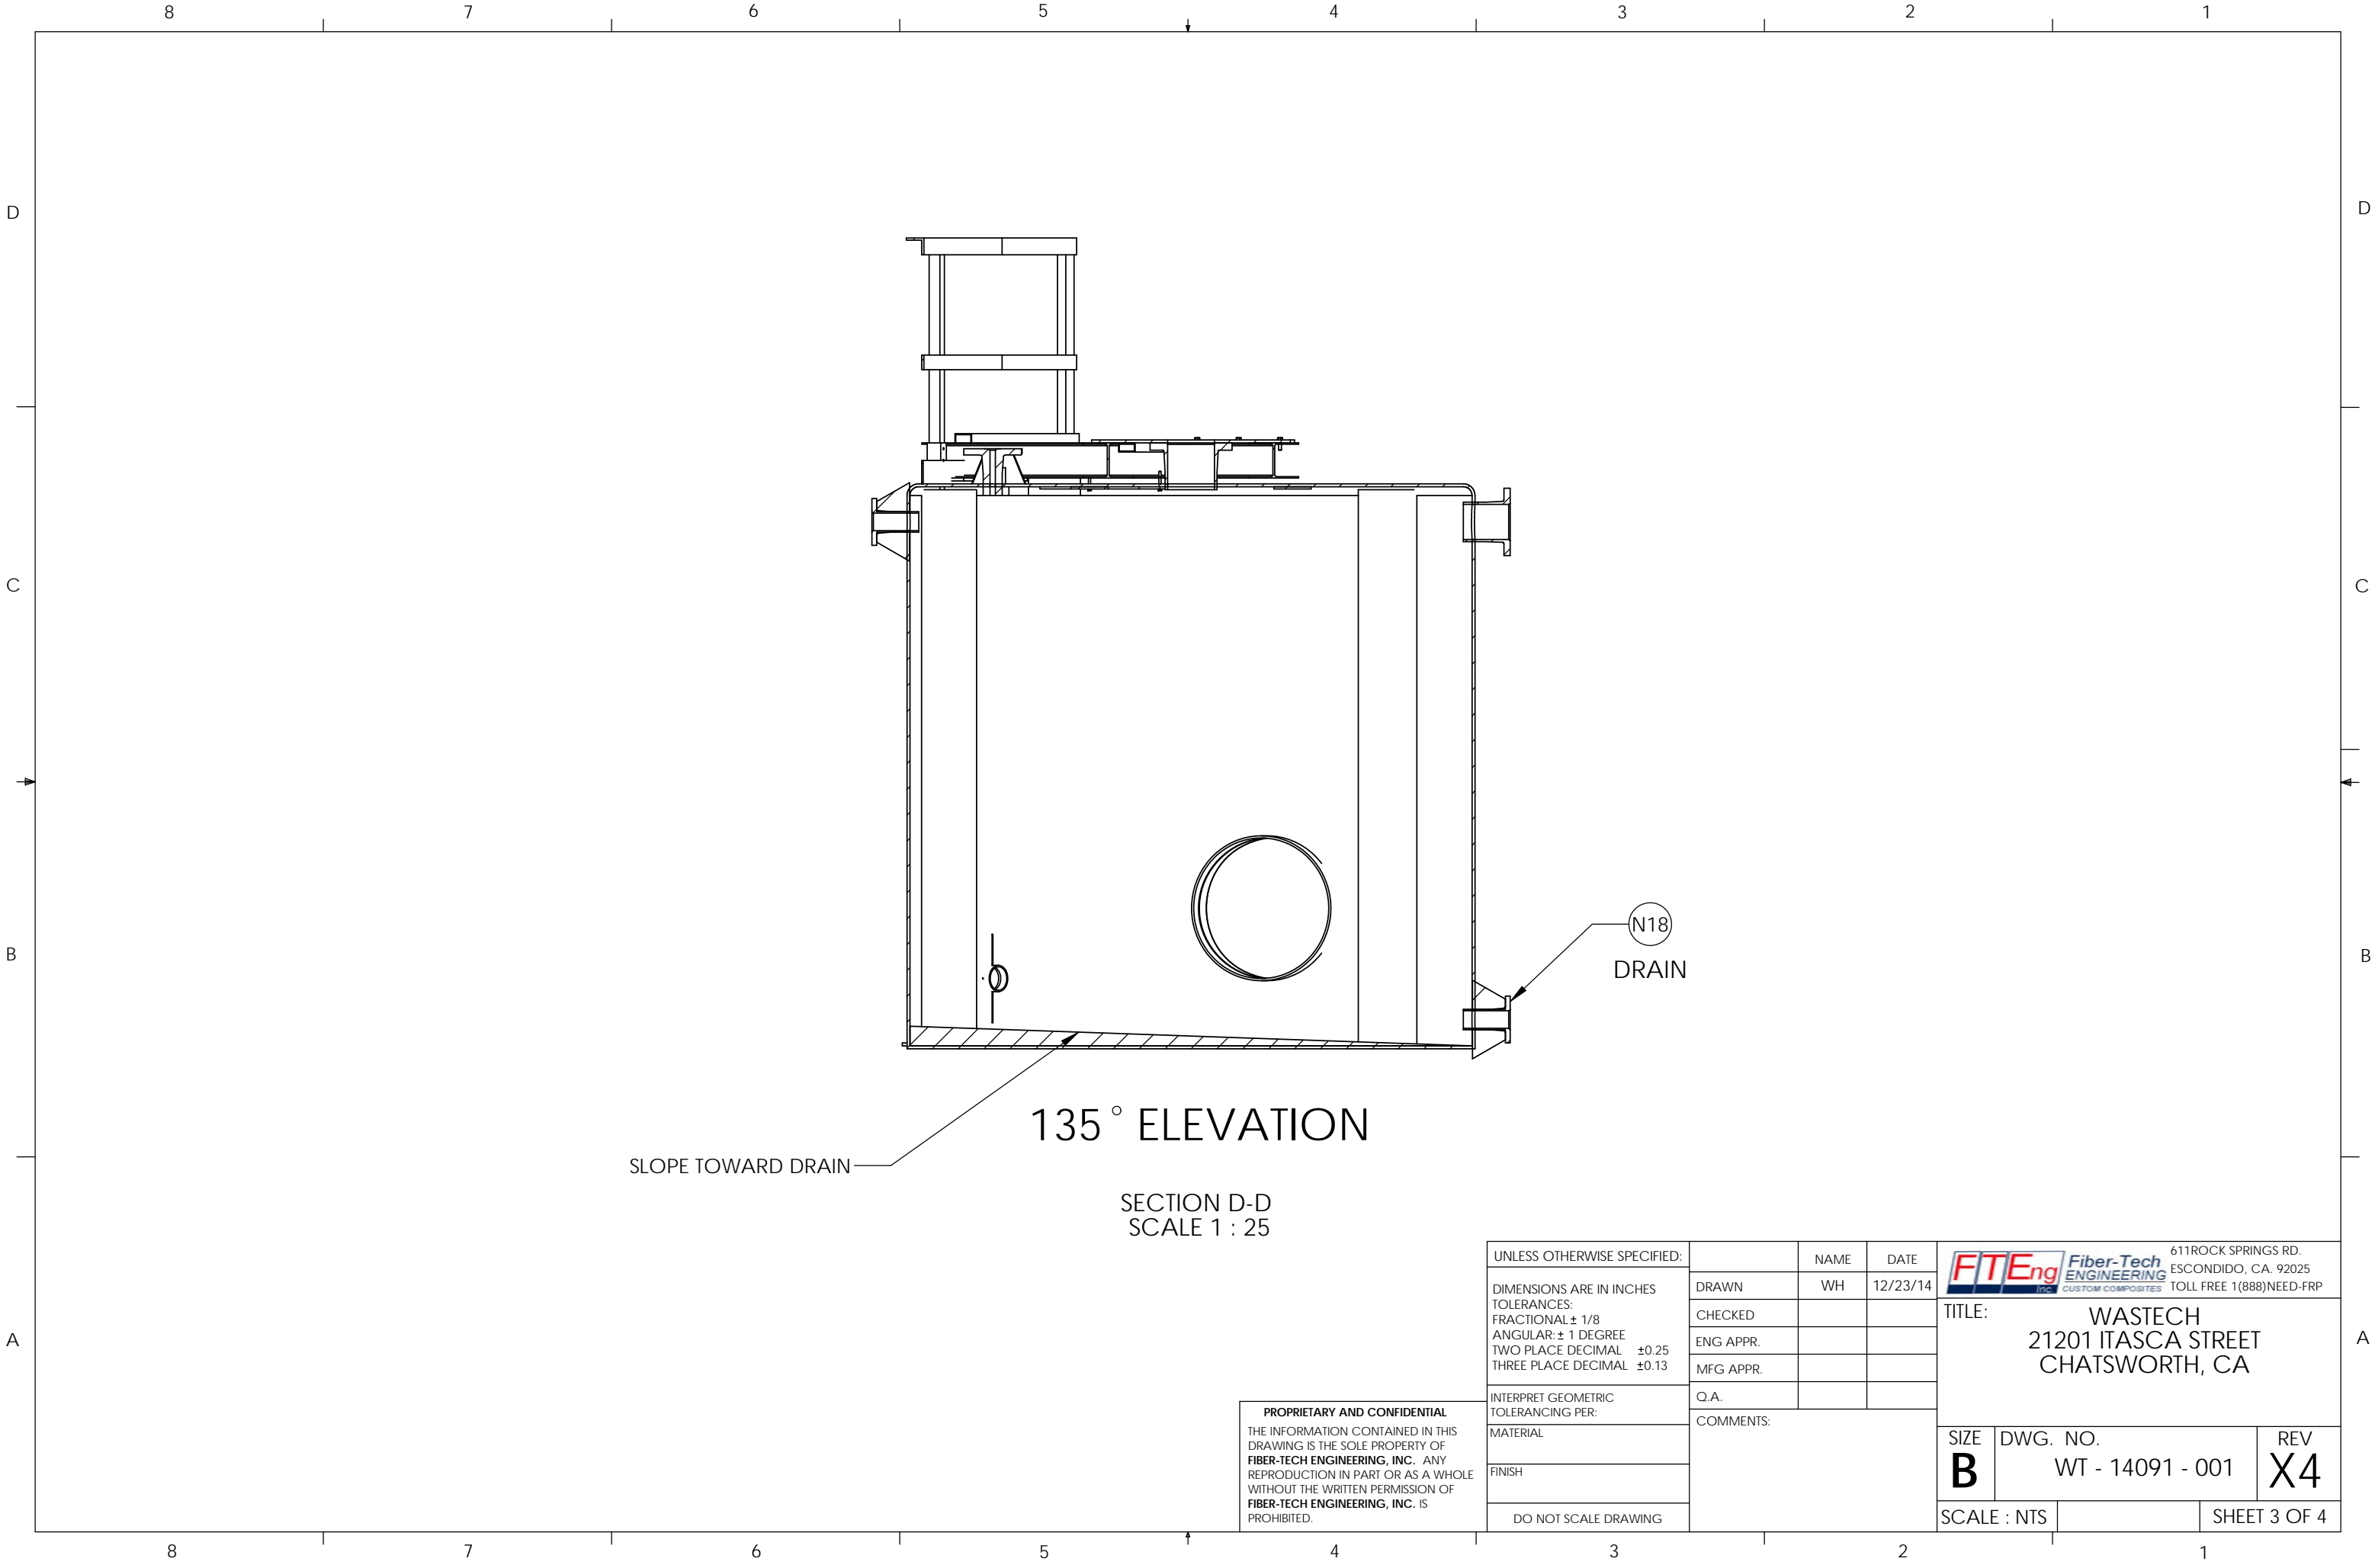 8 7 6 5 4 3 2 1
D D
C C
B B
A A
N18
DRAIN
135° ELEVATION
SLOPE TOWARD DRAIN
SECTION D-D
SCALE 1 : 25
PROPRIETARY AND CONFIDENTIAL
THE INFORMATION CONTAINED IN THIS
DRAWING IS THE SOLE PROPERTY OF
FIBER-TECH ENGINEERING, INC. ANY
REPRODUCTION IN PART OR AS A WHOLE
WITHOUT THE WRITTEN PERMISSION OF
FIBER-TECH ENGINEERING, INC. IS
PROHIBITED.
UNLESS OTHERWISE SPECIFIED:
DIMENSIONS ARE IN INCHES
TOLERANCES:
FRACTIONAL ± 1/8
ANGULAR: ± 1 DEGREE
TWO PLACE DECIMAL ±0.25
THREE PLACE DECIMAL ±0.13
INTERPRET GEOMETRIC
TOLERANCING PER:
MATERIAL
FINISH
DO NOT SCALE DRAWING
NAME DATE
DRAWN WH 12/23/14
CHECKED
ENG APPR.
MFG APPR.
Q.A.
COMMENTS:
FTEng Inc.
Fiber-Tech
ENGINEERING
CUSTOM COMPOSITES
611ROCK SPRINGS RD.
ESCONDIDO, CA. 92025
TOLL FREE 1(888)NEED-FRP
TITLE:
WASTECH
21201 ITASCA STREET
CHATSWORTH, CA
SIZE DWG. NO. REV
B WT - 14091 - 001 X4
SCALE : NTS SHEET 3 OF 4
8 7 6 5 4 3 2 1